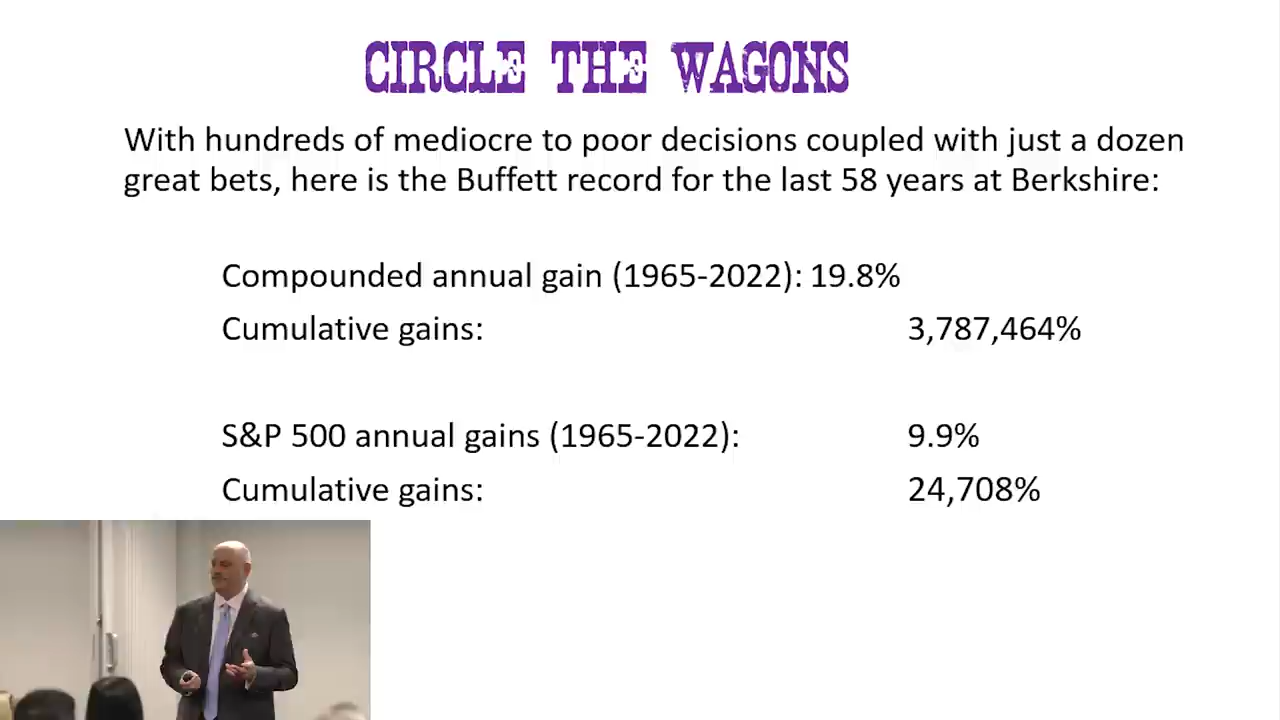 CIRCLE THE WAGONS
With hundreds of mediocre to poor decisions coupled with just a dozen
great bets, here is the Buffett record for the last 58 years at Berkshire:
Compounded annual gain (1965-2022): 19.8%
Cumulative gains: 3,787,464%
S&P 500 annual gains (1965-2022): 9.9%
Cumulative gains: 24,708%